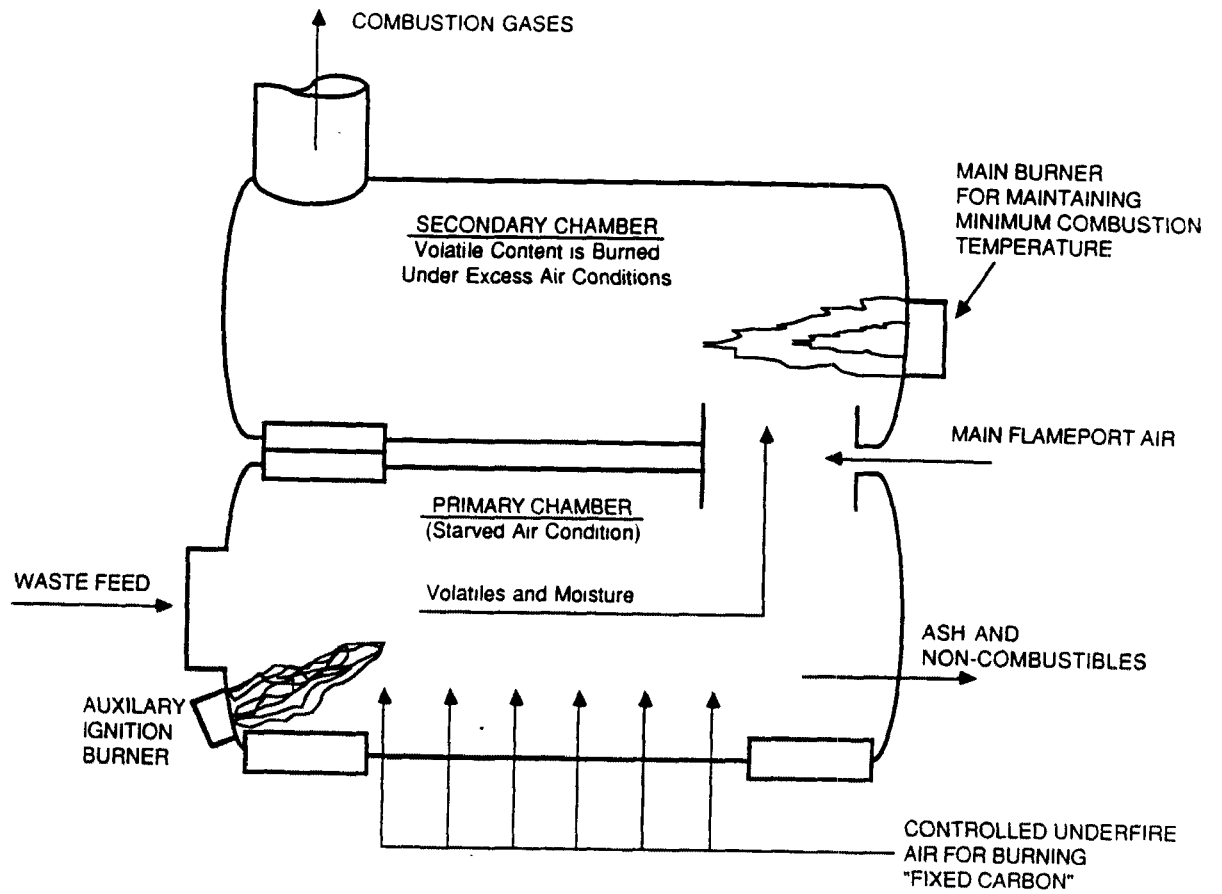 COMBUSTION GASES
MAIN BURNER
FOR MAINTAINING
MINIMUM COMBUSTION
TEMPERATURE
SECONDARY CHAMBER
Volatile Content is Burned
Under Excess Air Conditions
MAIN FLAMEPORT AIR
PRIMARY CHAMBER
(Starved Air Condition)
WASTE FEED
Volatiles and Moisture
ASH AND
NON-COMBUSTIBLES
AUXILARY
IGNITION
BURNER
CONTROLLED UNDERFIRE
AIR FOR BURNING
"FIXED CARBON"